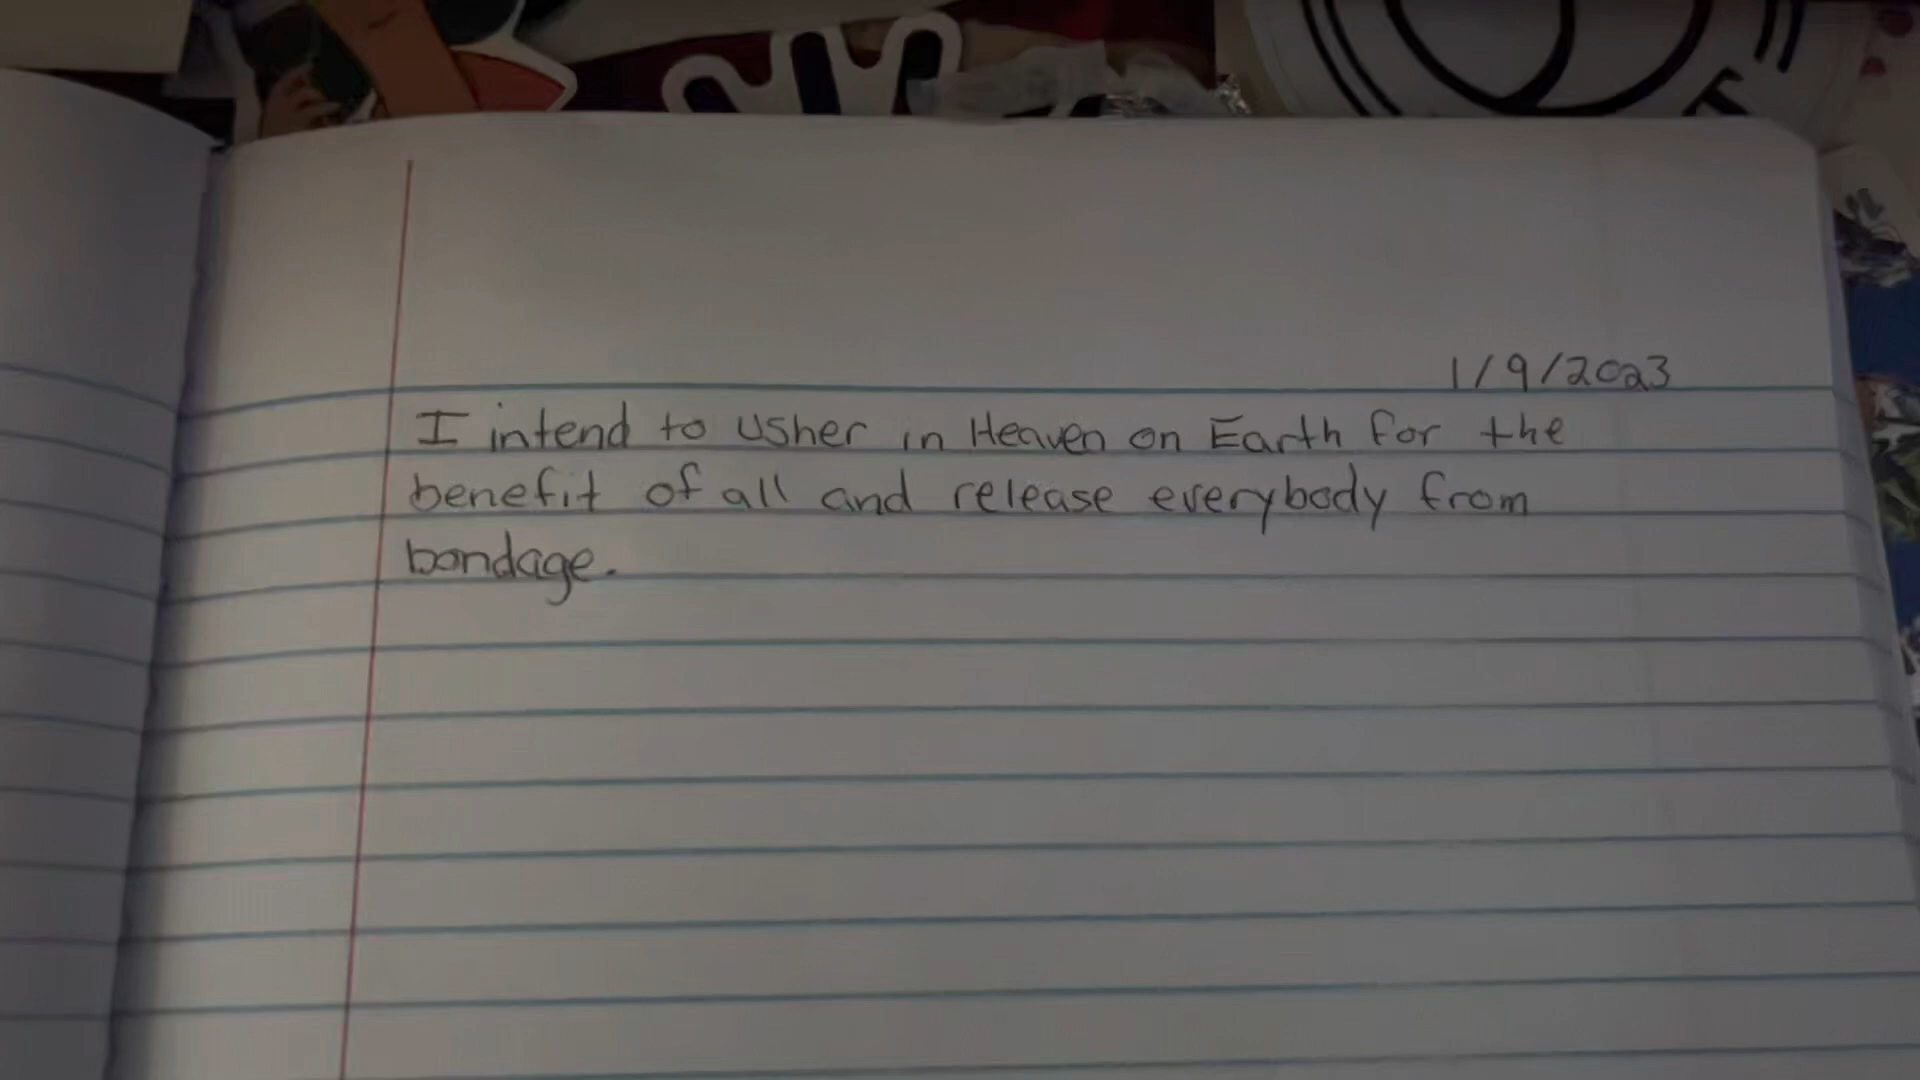 1/9/2023
I intend to usher in Heaven on Earth for the
benefit of all and release everybody from
bondage.